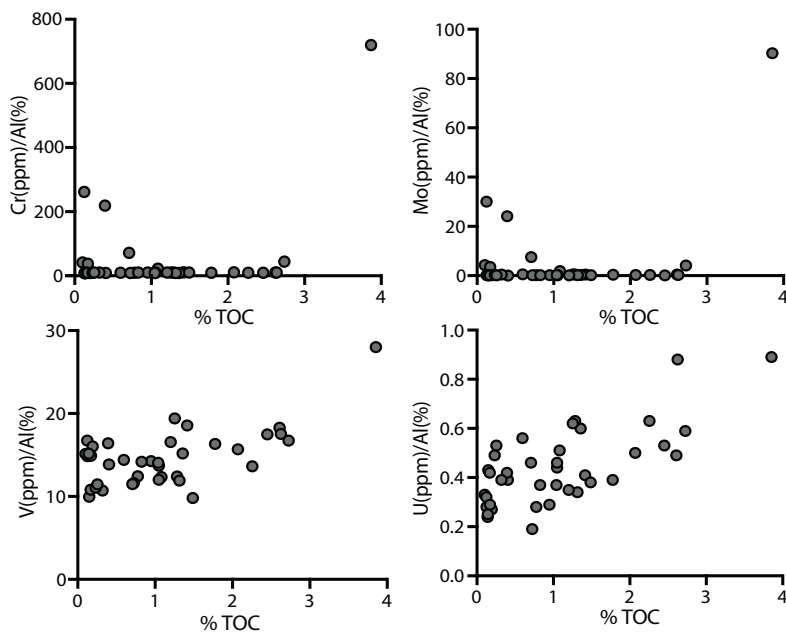 800
600
400
200
0
Cr(ppm)/Al(%)
0 1 2 3 4
% TOC
100
80
60
40
20
0
Mo(ppm)/Al(%)
0 1 2 3 4
% TOC
30
20
10
0
V(ppm)/Al(%)
0 1 2 3 4
% TOC
1.0
0.8
0.6
0.4
0.2
0.0
U(ppm)/Al(%)
0 1 2 3 4
% TOC